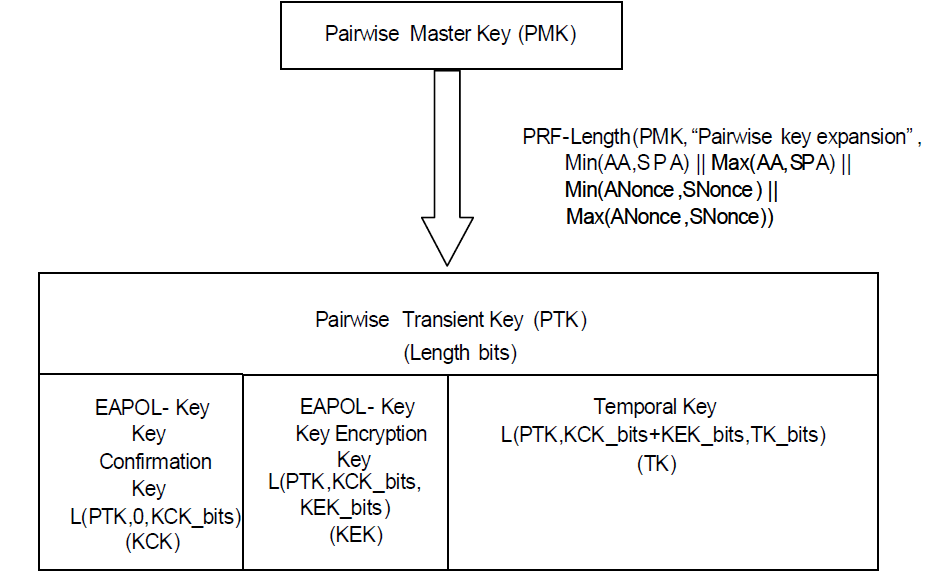 Pairwise Master Key (PMK)
PRF-Length(PMK, “Pairwise key expansion” ,
Min(AA,SPA) || Max(AA,SPA) ||
Min(ANonce,SNonce) ||
Max(ANonce,SNonce))
Pairwise Transient Key (PTK)
(Length bits)
EAPOL- Key
Key
Confirmation
Key
L(PTK,0,KCK_bits)
(KCK)
EAPOL- Key
Key Encryption
Key
L(PTK,KCK_bits,
KEK_bits)
(KEK)
Temporal Key
L(PTK,KCK_bits+KEK_bits,TK_bits)
(TK)